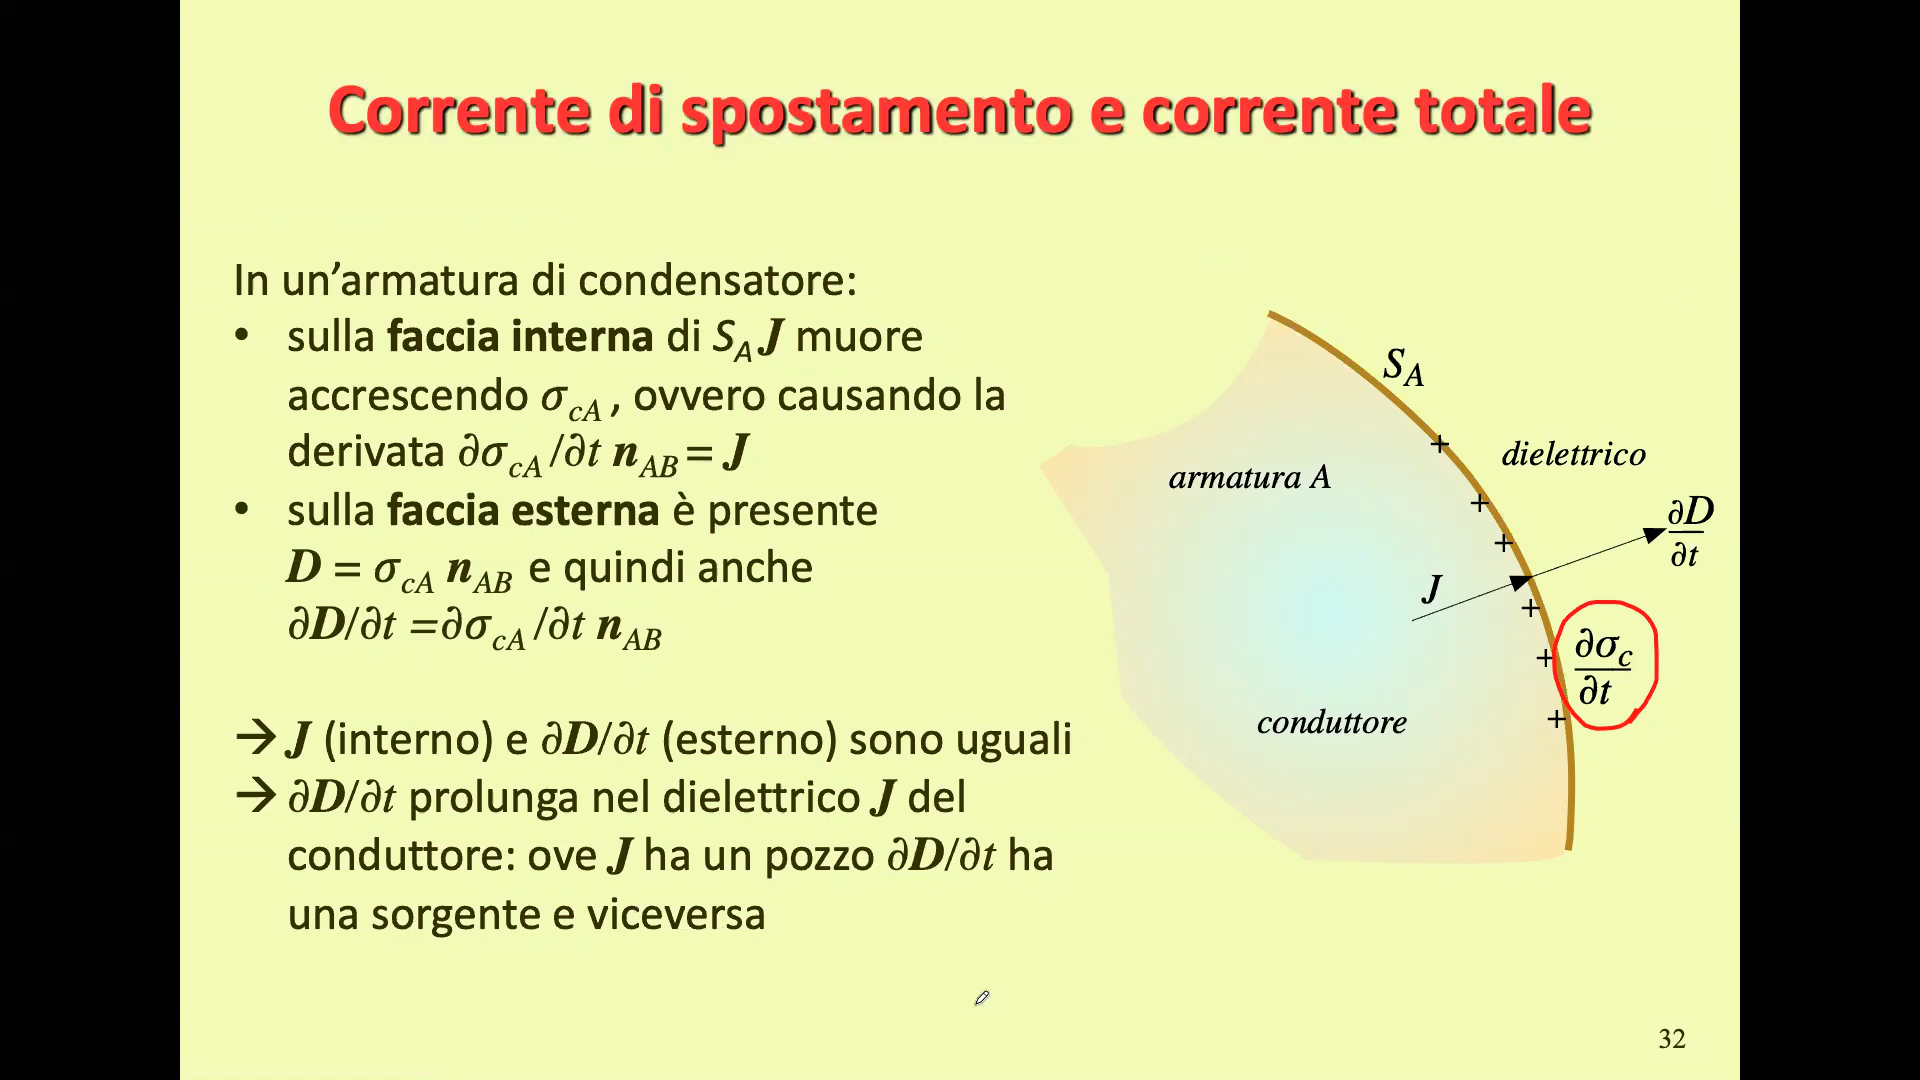 Corrente di spostamento e corrente totale
In un’armatura di condensatore:
• sulla faccia interna di S_A J muore
accrescendo σ_cA , ovvero causando la
derivata ∂σ_cA /∂t n_AB = J
• sulla faccia esterna è presente
D = σ_cA n_AB e quindi anche
∂D/∂t =∂σ_cA /∂t n_AB
→ J (interno) e ∂D/∂t (esterno) sono uguali
→ ∂D/∂t prolunga nel dielettrico J del
conduttore: ove J ha un pozzo ∂D/∂t ha
una sorgente e viceversa
S_A
armatura A
dielettrico
∂D
∂t
J
∂σ_c
∂t
conduttore
+
+
+
+
+
+
32